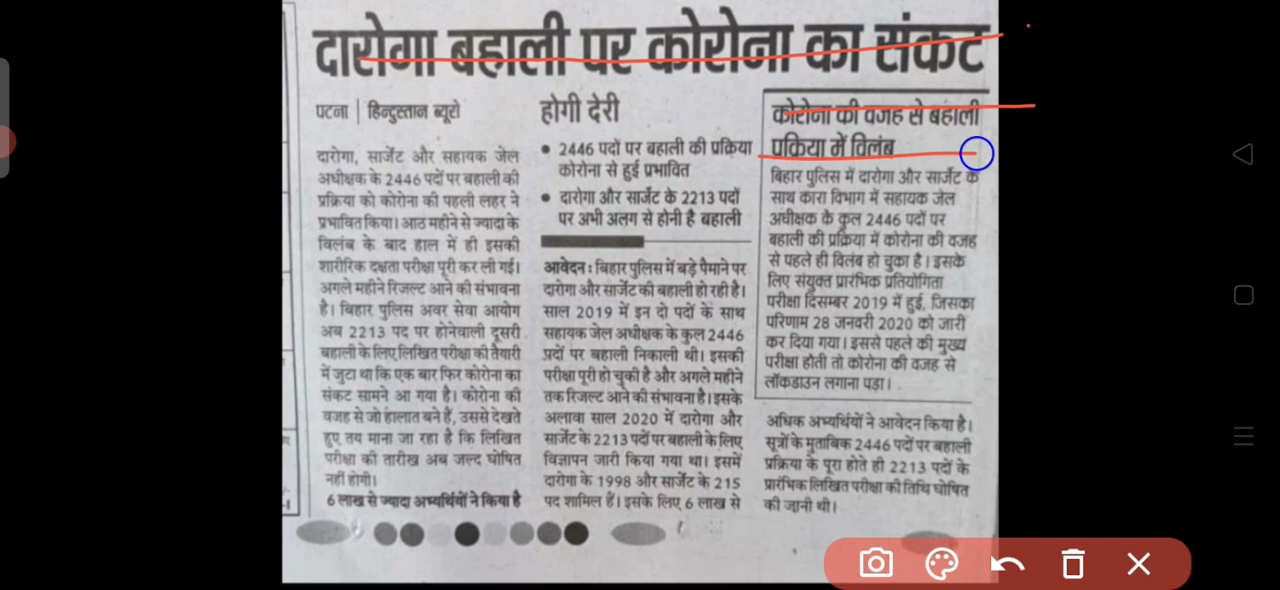 दारोगा बहाली पर कोरोना का संकट
पटना | हिन्दुस्तान ब्यूरो
दारोगा, सार्जेंट और सहायक जेल
अधीक्षक के 2446 पदों पर बहाली की
प्रक्रिया को कोरोना की पहली लहर ने
प्रभावित किया। आठ महीने से ज्यादा के
विलंब के बाद हाल में ही इसकी
शारीरिक दक्षता परीक्षा पूरी कर ली गई।
अगले महीने रिजल्ट आने की संभावना
है। बिहार पुलिस अवर सेवा आयोग
अब 2213 पद पर होनेवाली दूसरी
बहाली के लिए लिखित परीक्षा की तैयारी
में जुटा था कि एक बार फिर कोरोना का
संकट सामने आ गया है। कोरोना की
वजह से जो हालात बने हैं, उससे देखते
हुए तय माना जा रहा है कि लिखित
परीक्षा की तारीख अब जल्द घोषित
नहीं होगी।
6 लाख से ज्यादा अभ्यर्थियों ने किया है
होगी देरी
• 2446 पदों पर बहाली की प्रक्रिया
कोरोना से हुई प्रभावित
• दारोगा और सार्जेंट के 2213 पदों
पर अभी अलग से होनी है बहाली
आवेदन : बिहार पुलिस में बड़े पैमाने पर
दारोगा और सार्जेंट की बहाली हो रही है।
साल 2019 में इन दो पदों के साथ
सहायक जेल अधीक्षक के कुल 2446
पदों पर बहाली निकाली थी। इसकी
परीक्षा पूरी हो चुकी है और अगले महीने
तक रिजल्ट आने की संभावना है। इसके
अलावा साल 2020 में दारोगा और
सार्जेंट के 2213 पदों पर बहाली के लिए
विज्ञापन जारी किया गया था। इसमें
दारोगा के 1998 और सार्जेंट के 215
पद शामिल हैं। इसके लिए 6 लाख से
कोरोना की वजह से बहाली
प्रक्रिया में विलंब
बिहार पुलिस में दारोगा और सार्जेंट के
साथ कारा विभाग में सहायक जेल
अधीक्षक के कुल 2446 पदों पर
बहाली की प्रक्रिया में कोरोना की वजह
से पहले ही विलंब हो चुका है। इसके
लिए संयुक्त प्रारंभिक प्रतियोगिता
परीक्षा दिसम्बर 2019 में हुई, जिसका
परिणाम 28 जनवरी 2020 को जारी
कर दिया गया। इससे पहले की मुख्य
परीक्षा होती तो कोरोना की वजह से
लॉकडाउन लगाना पड़ा।
अधिक अभ्यर्थियों ने आवेदन किया है।
सूत्रों के मुताबिक 2446 पदों पर बहाली
प्रक्रिया के पूरा होते ही 2213 पदों के
प्रारंभिक लिखित परीक्षा की तिथि घोषित
की जानी थी।